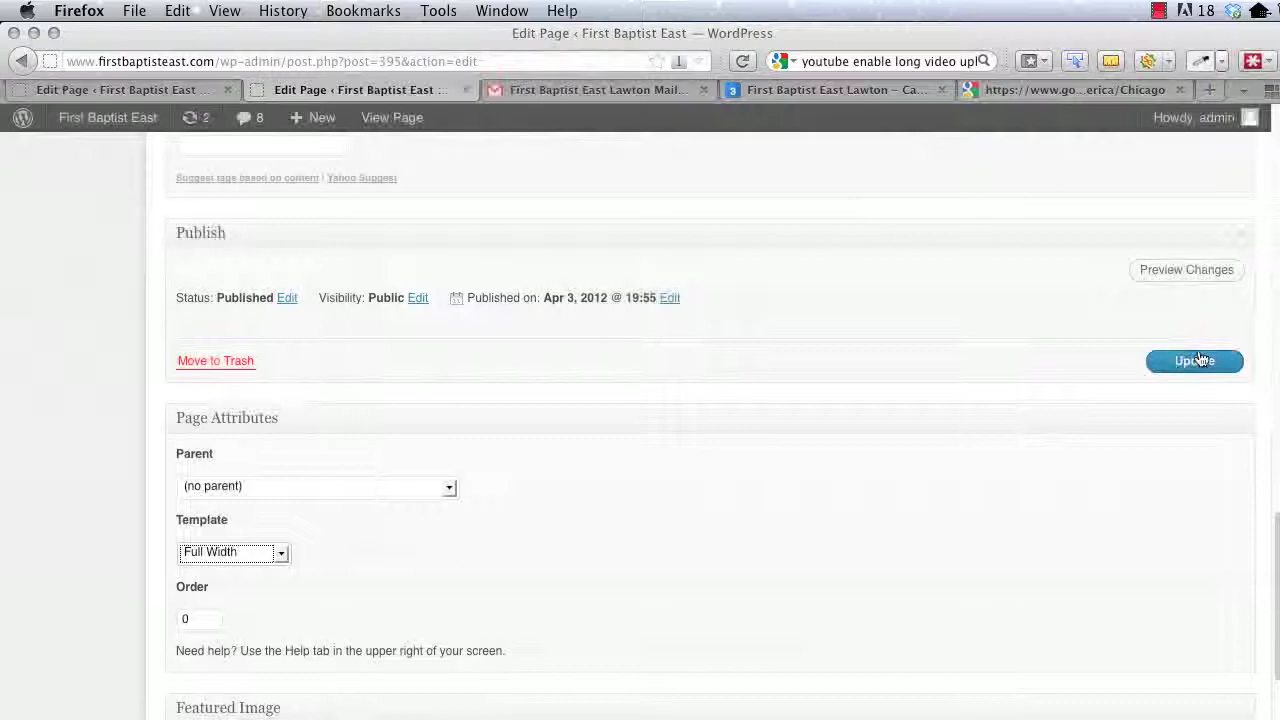 Firefox File Edit View History Bookmarks Tools Window Help 18
Edit Page ‹ First Baptist East — WordPress
www.firstbaptisteast.com/wp-admin/post.php?post=395&action=edit youtube enable long video upl
Edit Page ‹ First Baptist East ... Edit Page ‹ First Baptist East ... First Baptist East Lawton Mail... 3 First Baptist East Lawton – Ca... https://www.go...erica/Chicago
First Baptist East 2 8 New View Page Howdy, admin
Suggest tags based on content | Yahoo Suggest
Publish
Preview Changes
Status: Published Edit Visibility: Public Edit Published on: Apr 3, 2012 @ 19:55 Edit
Move to Trash Update
Page Attributes
Parent
(no parent)
Template
Full Width
Order
0
Need help? Use the Help tab in the upper right of your screen.
Featured Image